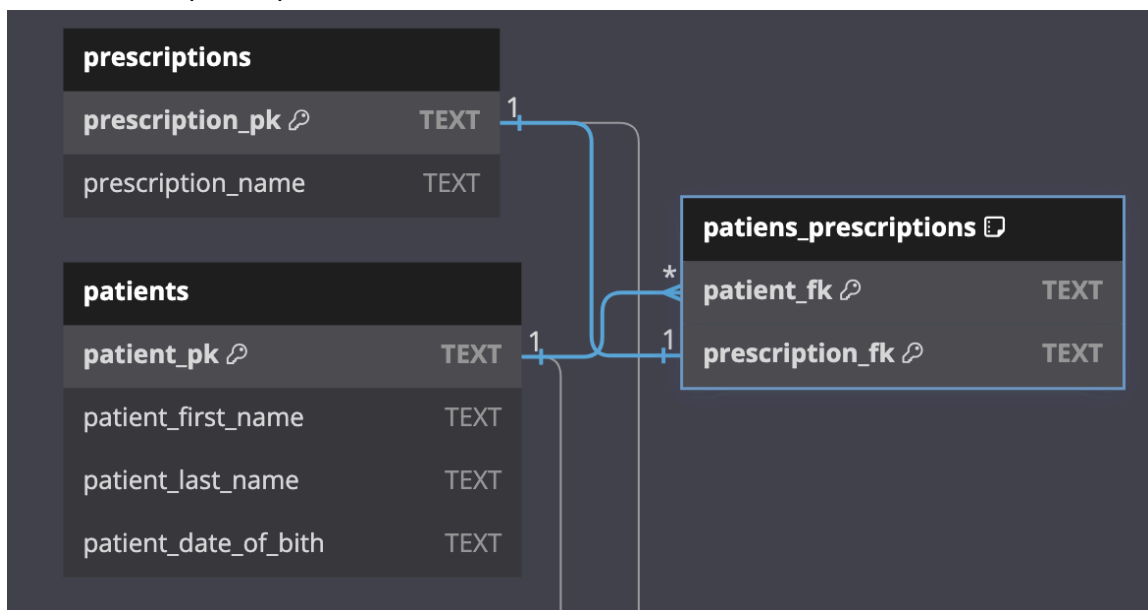 prescriptions
prescription_pk TEXT
1
prescription_name TEXT
patiens_prescriptions
patients
* patient_fk TEXT
patient_pk TEXT
1
1 prescription_fk TEXT
patient_first_name TEXT
patient_last_name TEXT
patient_date_of_bith TEXT